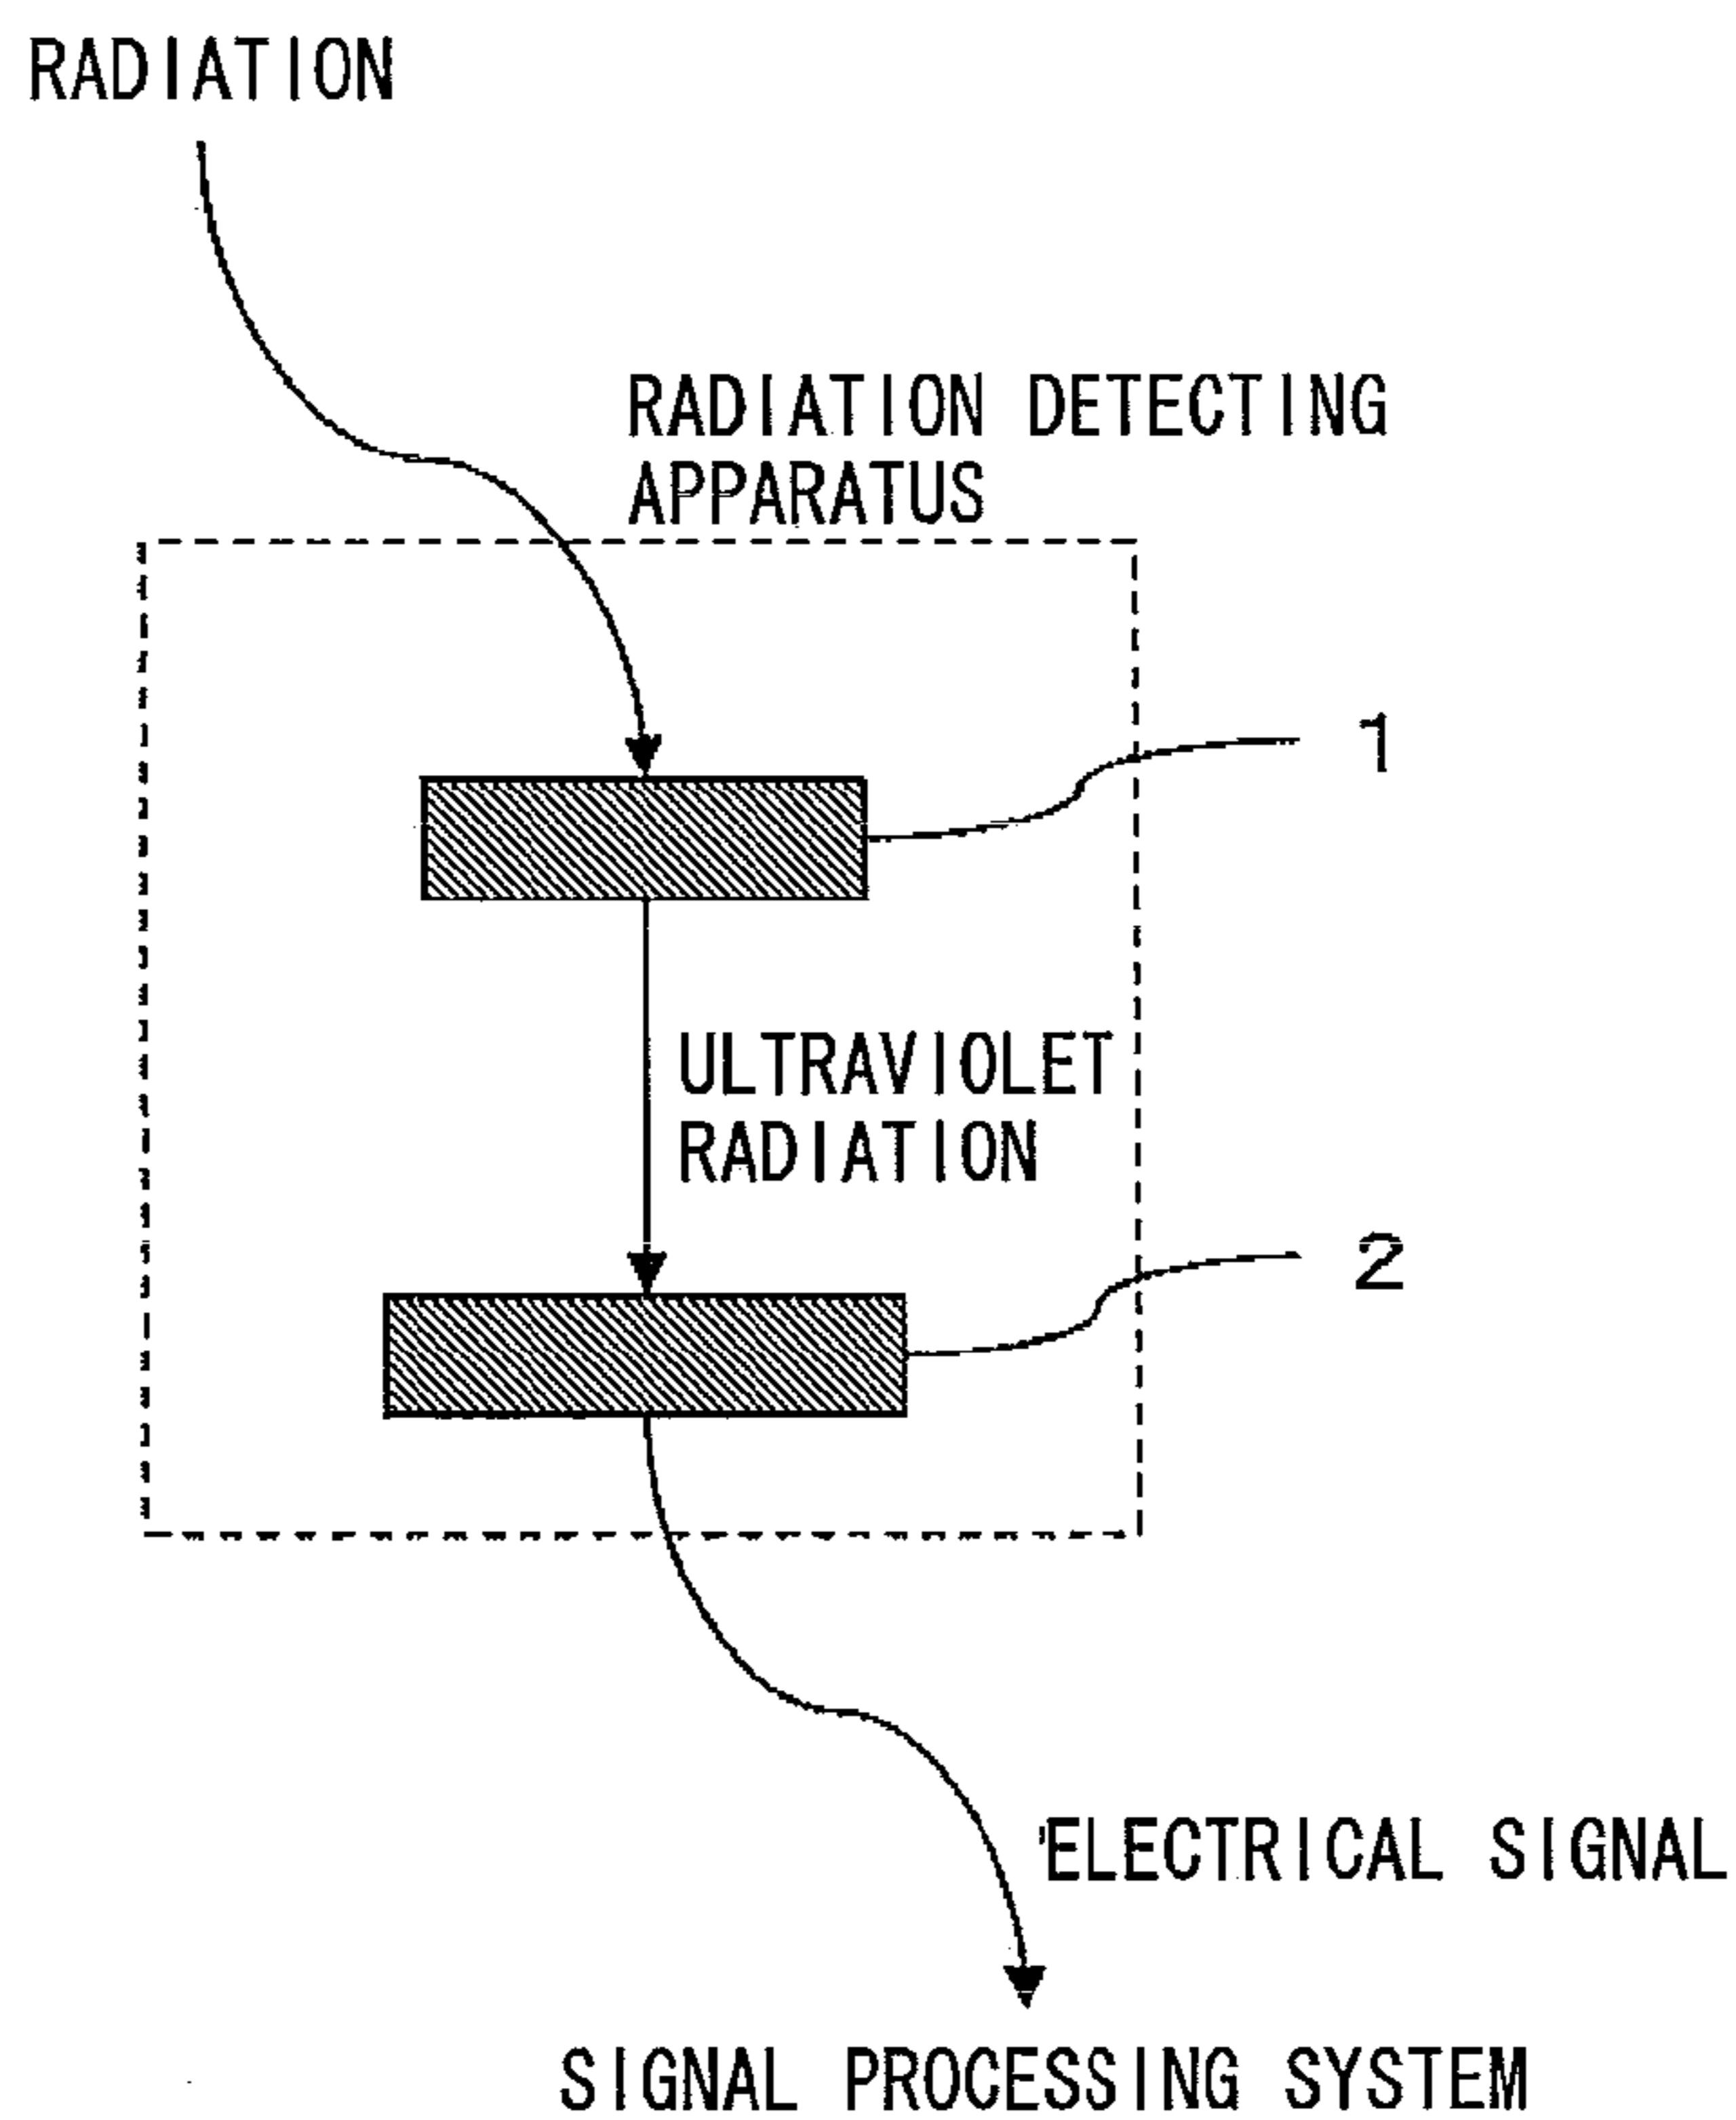 RADIATION
RADIATION DETECTING
APPARATUS
1
ULTRAVIOLET
RADIATION
2
ELECTRICAL SIGNAL
SIGNAL PROCESSING SYSTEM